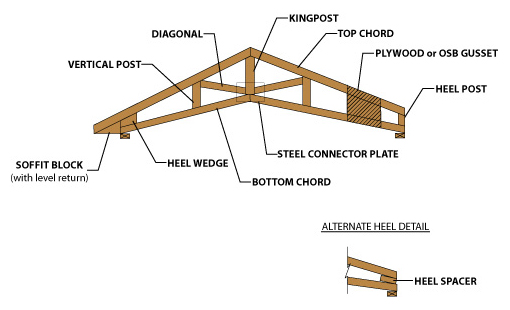 KINGPOST
DIAGONAL
TOP CHORD
PLYWOOD or OSB GUSSET
VERTICAL POST
HEEL POST
STEEL CONNECTOR PLATE
SOFFIT BLOCK
(with level return)
HEEL WEDGE
BOTTOM CHORD
ALTERNATE HEEL DETAIL
HEEL SPACER